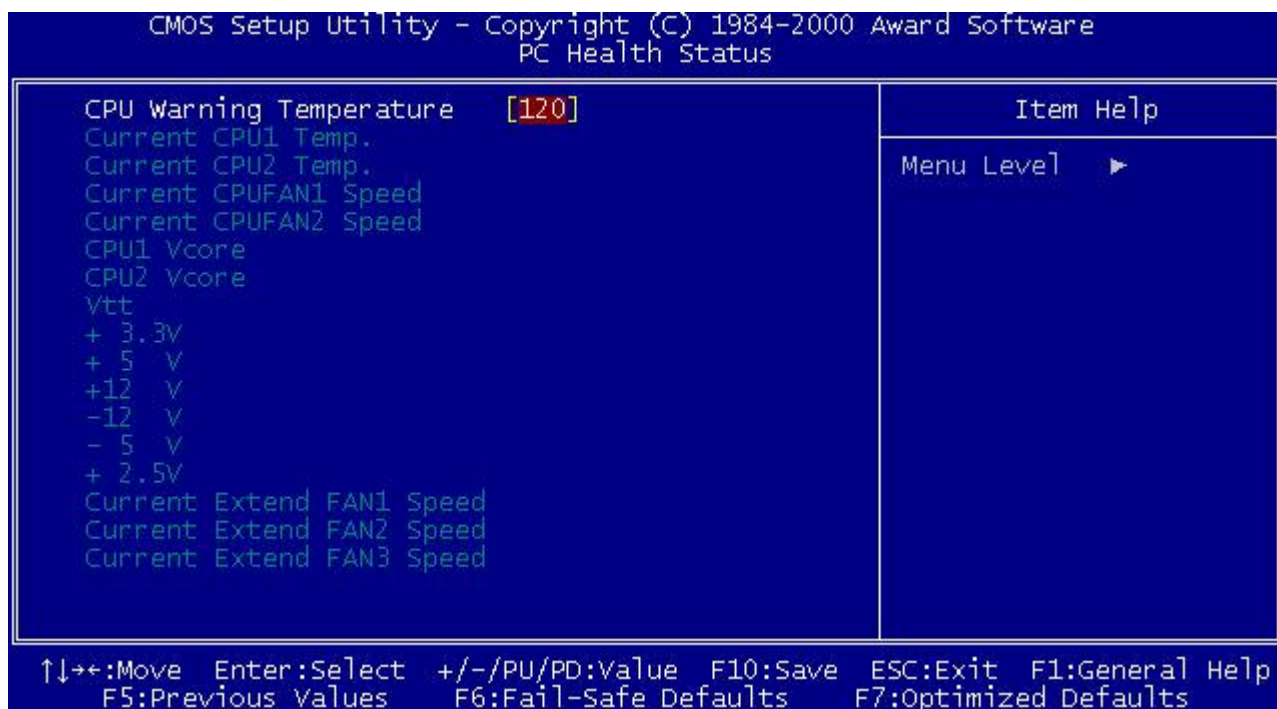 CMOS Setup Utility - Copyright (C) 1984-2000 Award Software
PC Health Status
CPU Warning Temperature [120]
Current CPU1 Temp.
Current CPU2 Temp.
Current CPUFAN1 Speed
Current CPUFAN2 Speed
CPU1 Vcore
CPU2 Vcore
Vtt
+ 3.3V
+ 5 V
+12 V
-12 V
- 5 V
+ 2.5V
Current Extend FAN1 Speed
Current Extend FAN2 Speed
Current Extend FAN3 Speed
Item Help
Menu Level ►
↑↓→←:Move Enter:Select +/-/PU/PD:Value F10:Save ESC:Exit F1:General Help
F5:Previous Values F6:Fail-Safe Defaults F7:Optimized Defaults